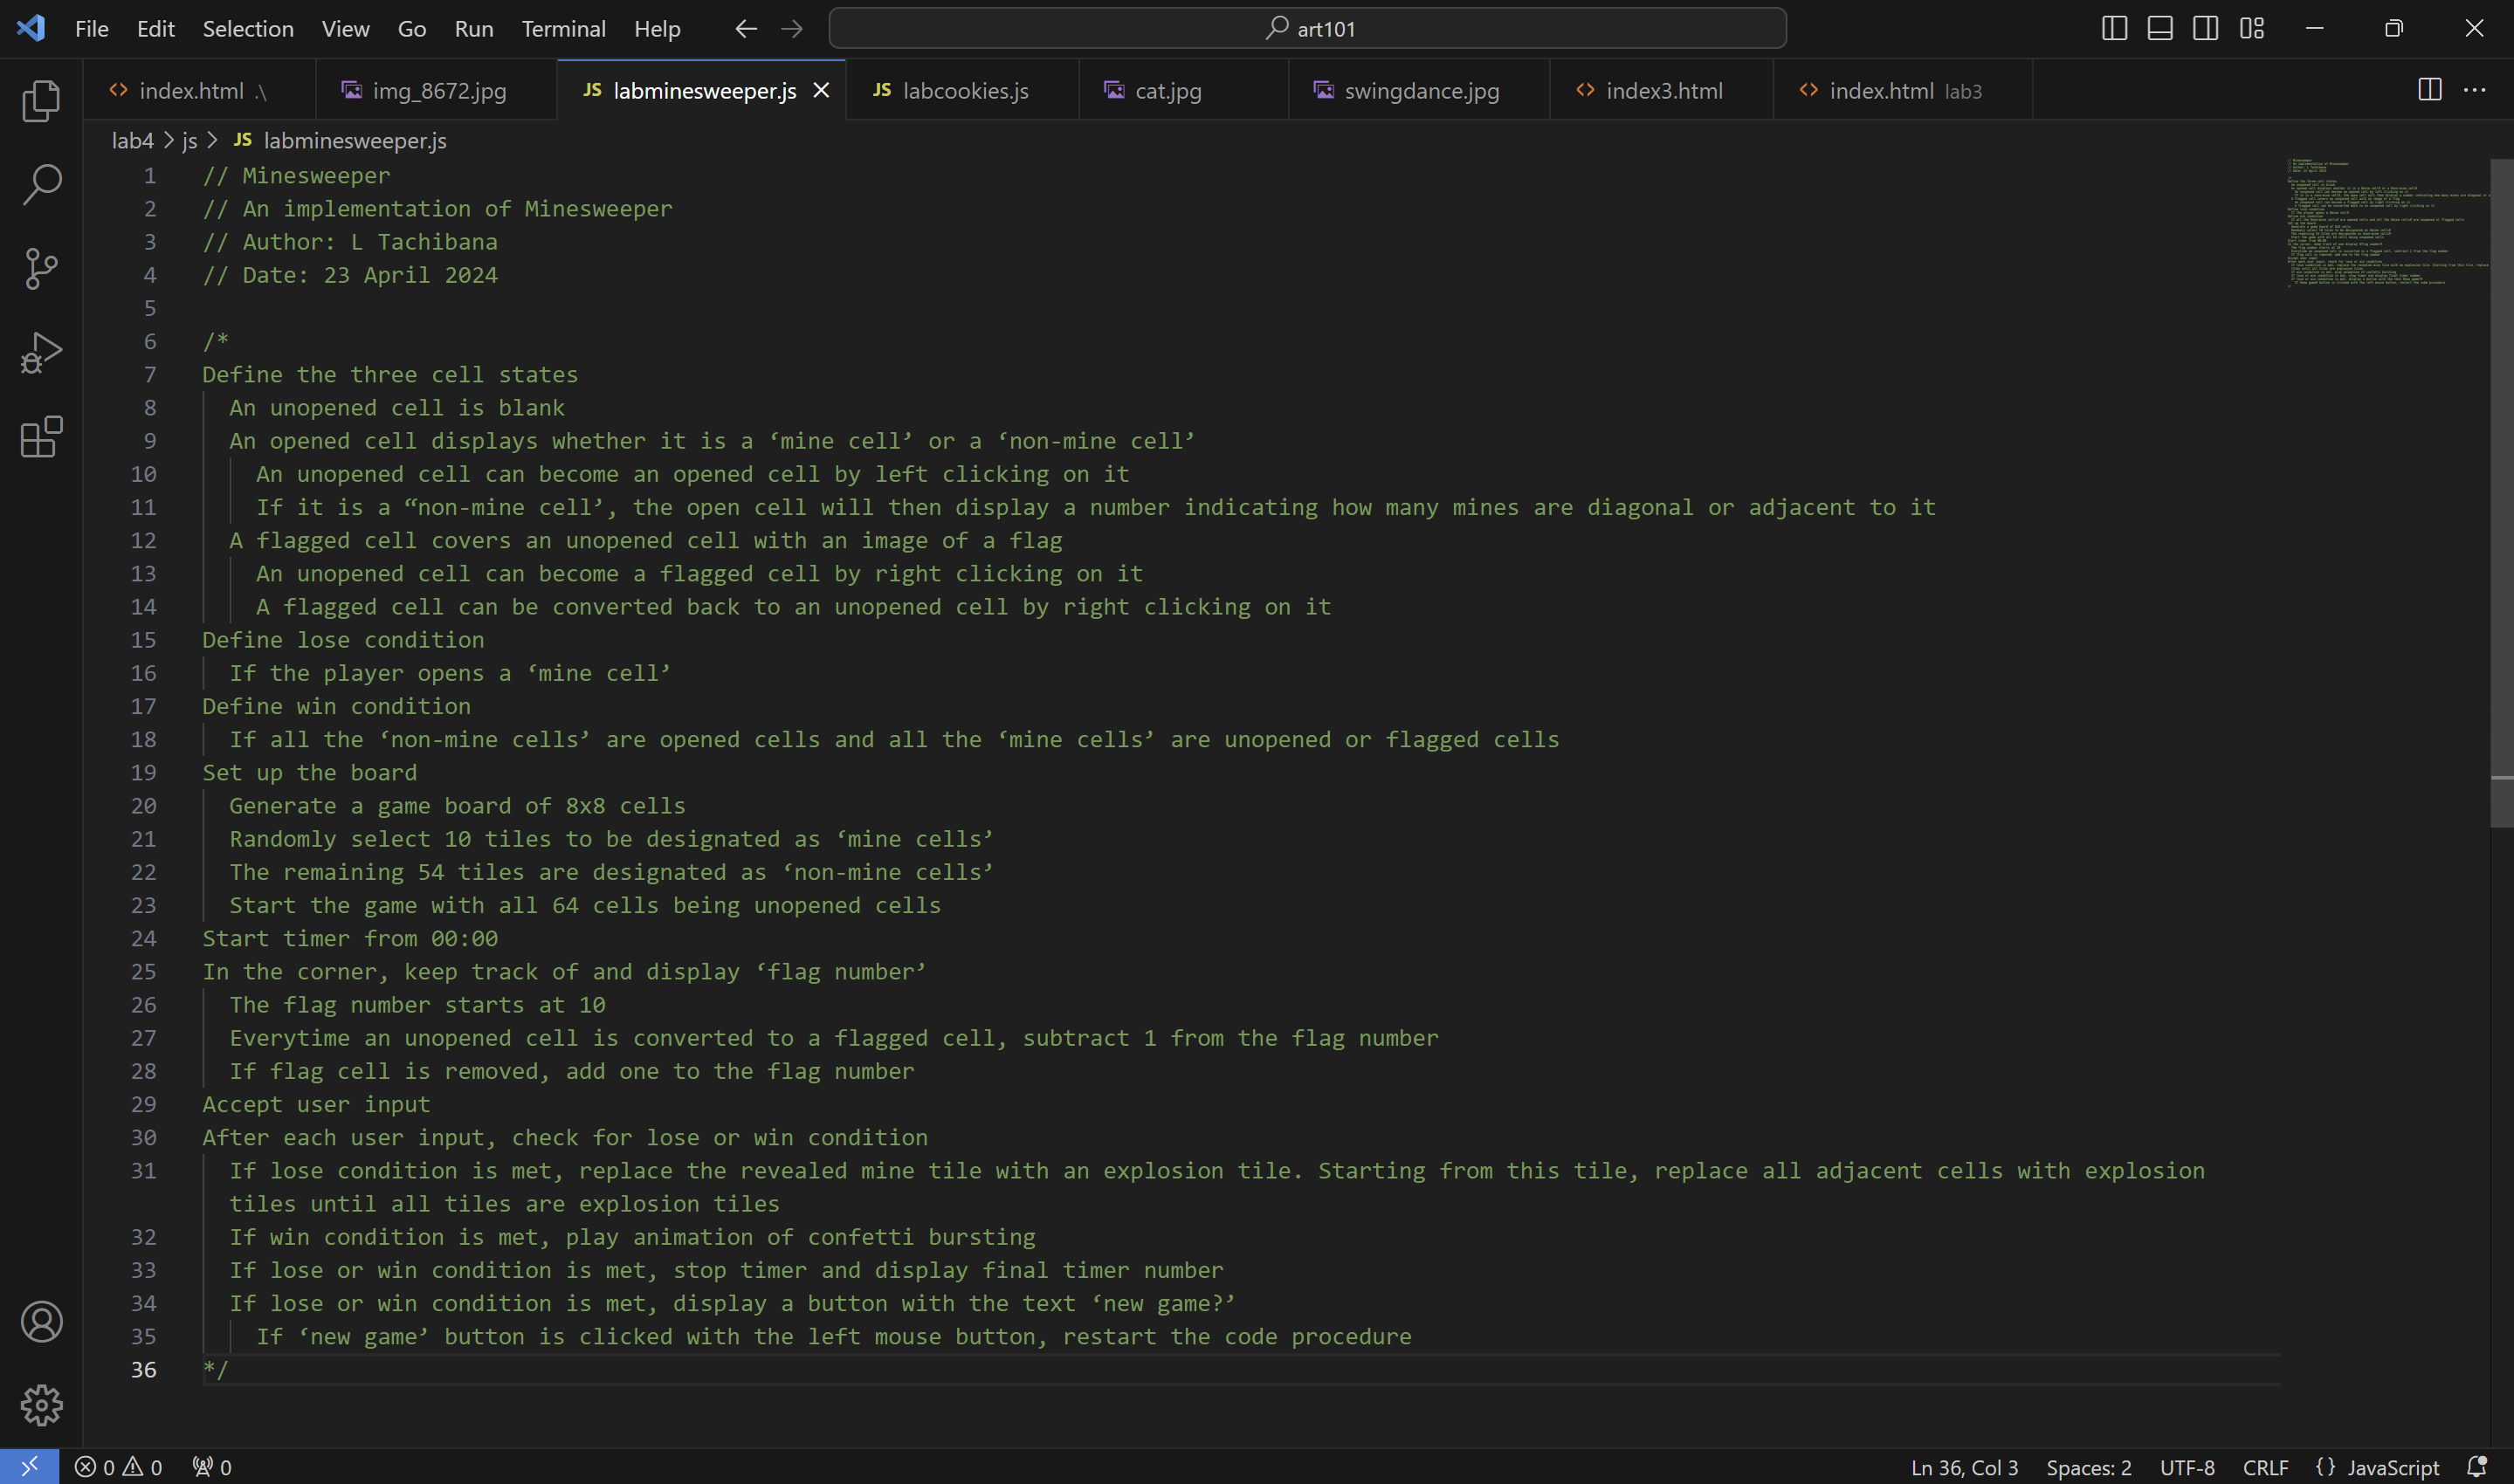 File Edit Selection View Go Run Terminal Help art101
index.html .\ img_8672.jpg JS labminesweeper.js JS labcookies.js cat.jpg swingdance.jpg index3.html index.html lab3
lab4 > js > JS labminesweeper.js
1 // Minesweeper
2 // An implementation of Minesweeper
3 // Author: L Tachibana
4 // Date: 23 April 2024
5
6 /*
7 Define the three cell states
8 An unopened cell is blank
9 An opened cell displays whether it is a ‘mine cell’ or a ‘non-mine cell’
10 An unopened cell can become an opened cell by left clicking on it
11 If it is a “non-mine cell’, the open cell will then display a number indicating how many mines are diagonal or adjacent to it
12 A flagged cell covers an unopened cell with an image of a flag
13 An unopened cell can become a flagged cell by right clicking on it
14 A flagged cell can be converted back to an unopened cell by right clicking on it
15 Define lose condition
16 If the player opens a ‘mine cell’
17 Define win condition
18 If all the ‘non-mine cells’ are opened cells and all the ‘mine cells’ are unopened or flagged cells
19 Set up the board
20 Generate a game board of 8x8 cells
21 Randomly select 10 tiles to be designated as ‘mine cells’
22 The remaining 54 tiles are designated as ‘non-mine cells’
23 Start the game with all 64 cells being unopened cells
24 Start timer from 00:00
25 In the corner, keep track of and display ‘flag number’
26 The flag number starts at 10
27 Everytime an unopened cell is converted to a flagged cell, subtract 1 from the flag number
28 If flag cell is removed, add one to the flag number
29 Accept user input
30 After each user input, check for lose or win condition
31 If lose condition is met, replace the revealed mine tile with an explosion tile. Starting from this tile, replace all adjacent cells with explosion
tiles until all tiles are explosion tiles
32 If win condition is met, play animation of confetti bursting
33 If lose or win condition is met, stop timer and display final timer number
34 If lose or win condition is met, display a button with the text ‘new game?’
35 If ‘new game’ button is clicked with the left mouse button, restart the code procedure
36 */
0 0 0 Ln 36, Col 3 Spaces: 2 UTF-8 CRLF {} JavaScript